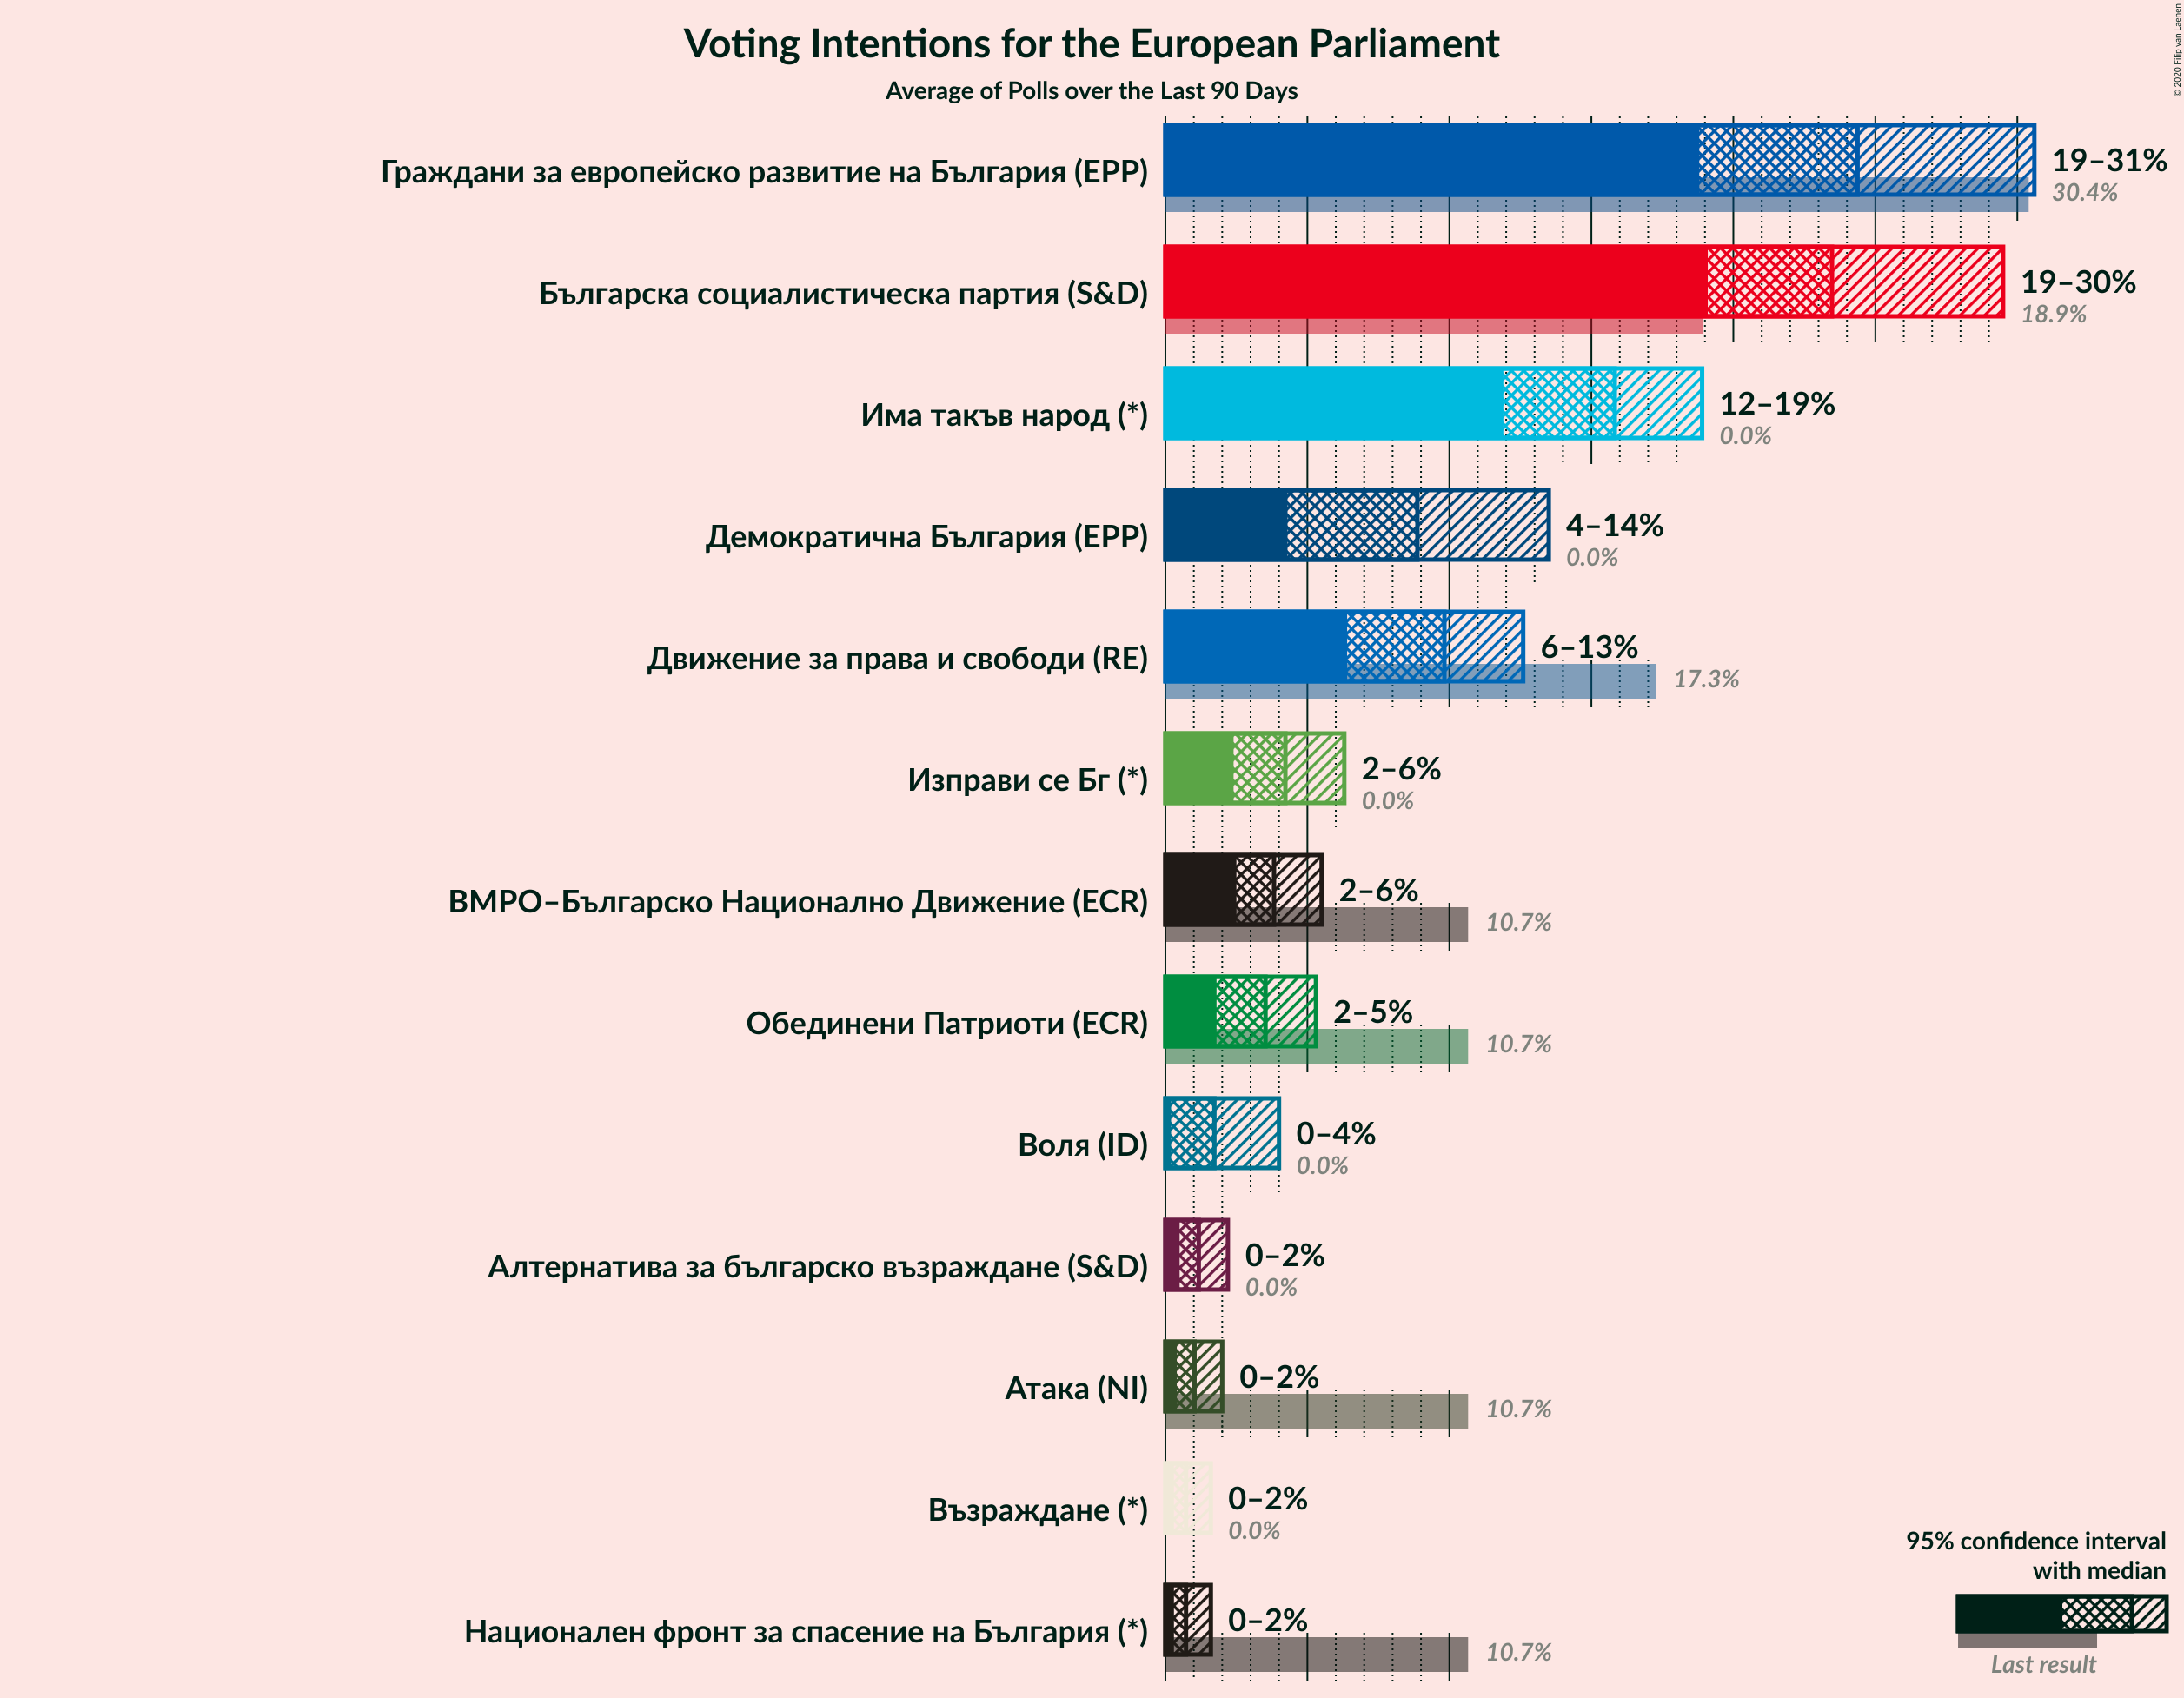 Voting Intentions for the European Parliament
Average of Polls over the Last 90 Days
© 2020 Filip van Laenen
Граждани за европейско развитие на България (EPP)
19–31%
30.4%
Българска социалистическа партия (S&D)
19–30%
18.9%
Има такъв народ (*)
12–19%
0.0%
Демократична България (EPP)
4–14%
0.0%
Движение за права и свободи (RE)
6–13%
17.3%
Изправи се Бг (*)
2–6%
0.0%
ВМРО–Българско Национално Движение (ECR)
2–6%
10.7%
Обединени Патриоти (ECR)
2–5%
10.7%
Воля (ID)
0–4%
0.0%
Алтернатива за българско възраждане (S&D)
0–2%
0.0%
Атака (NI)
0–2%
10.7%
Възраждане (*)
0–2%
0.0%
Национален фронт за спасение на България (*)
0–2%
10.7%
95% confidence interval
with median
Last result